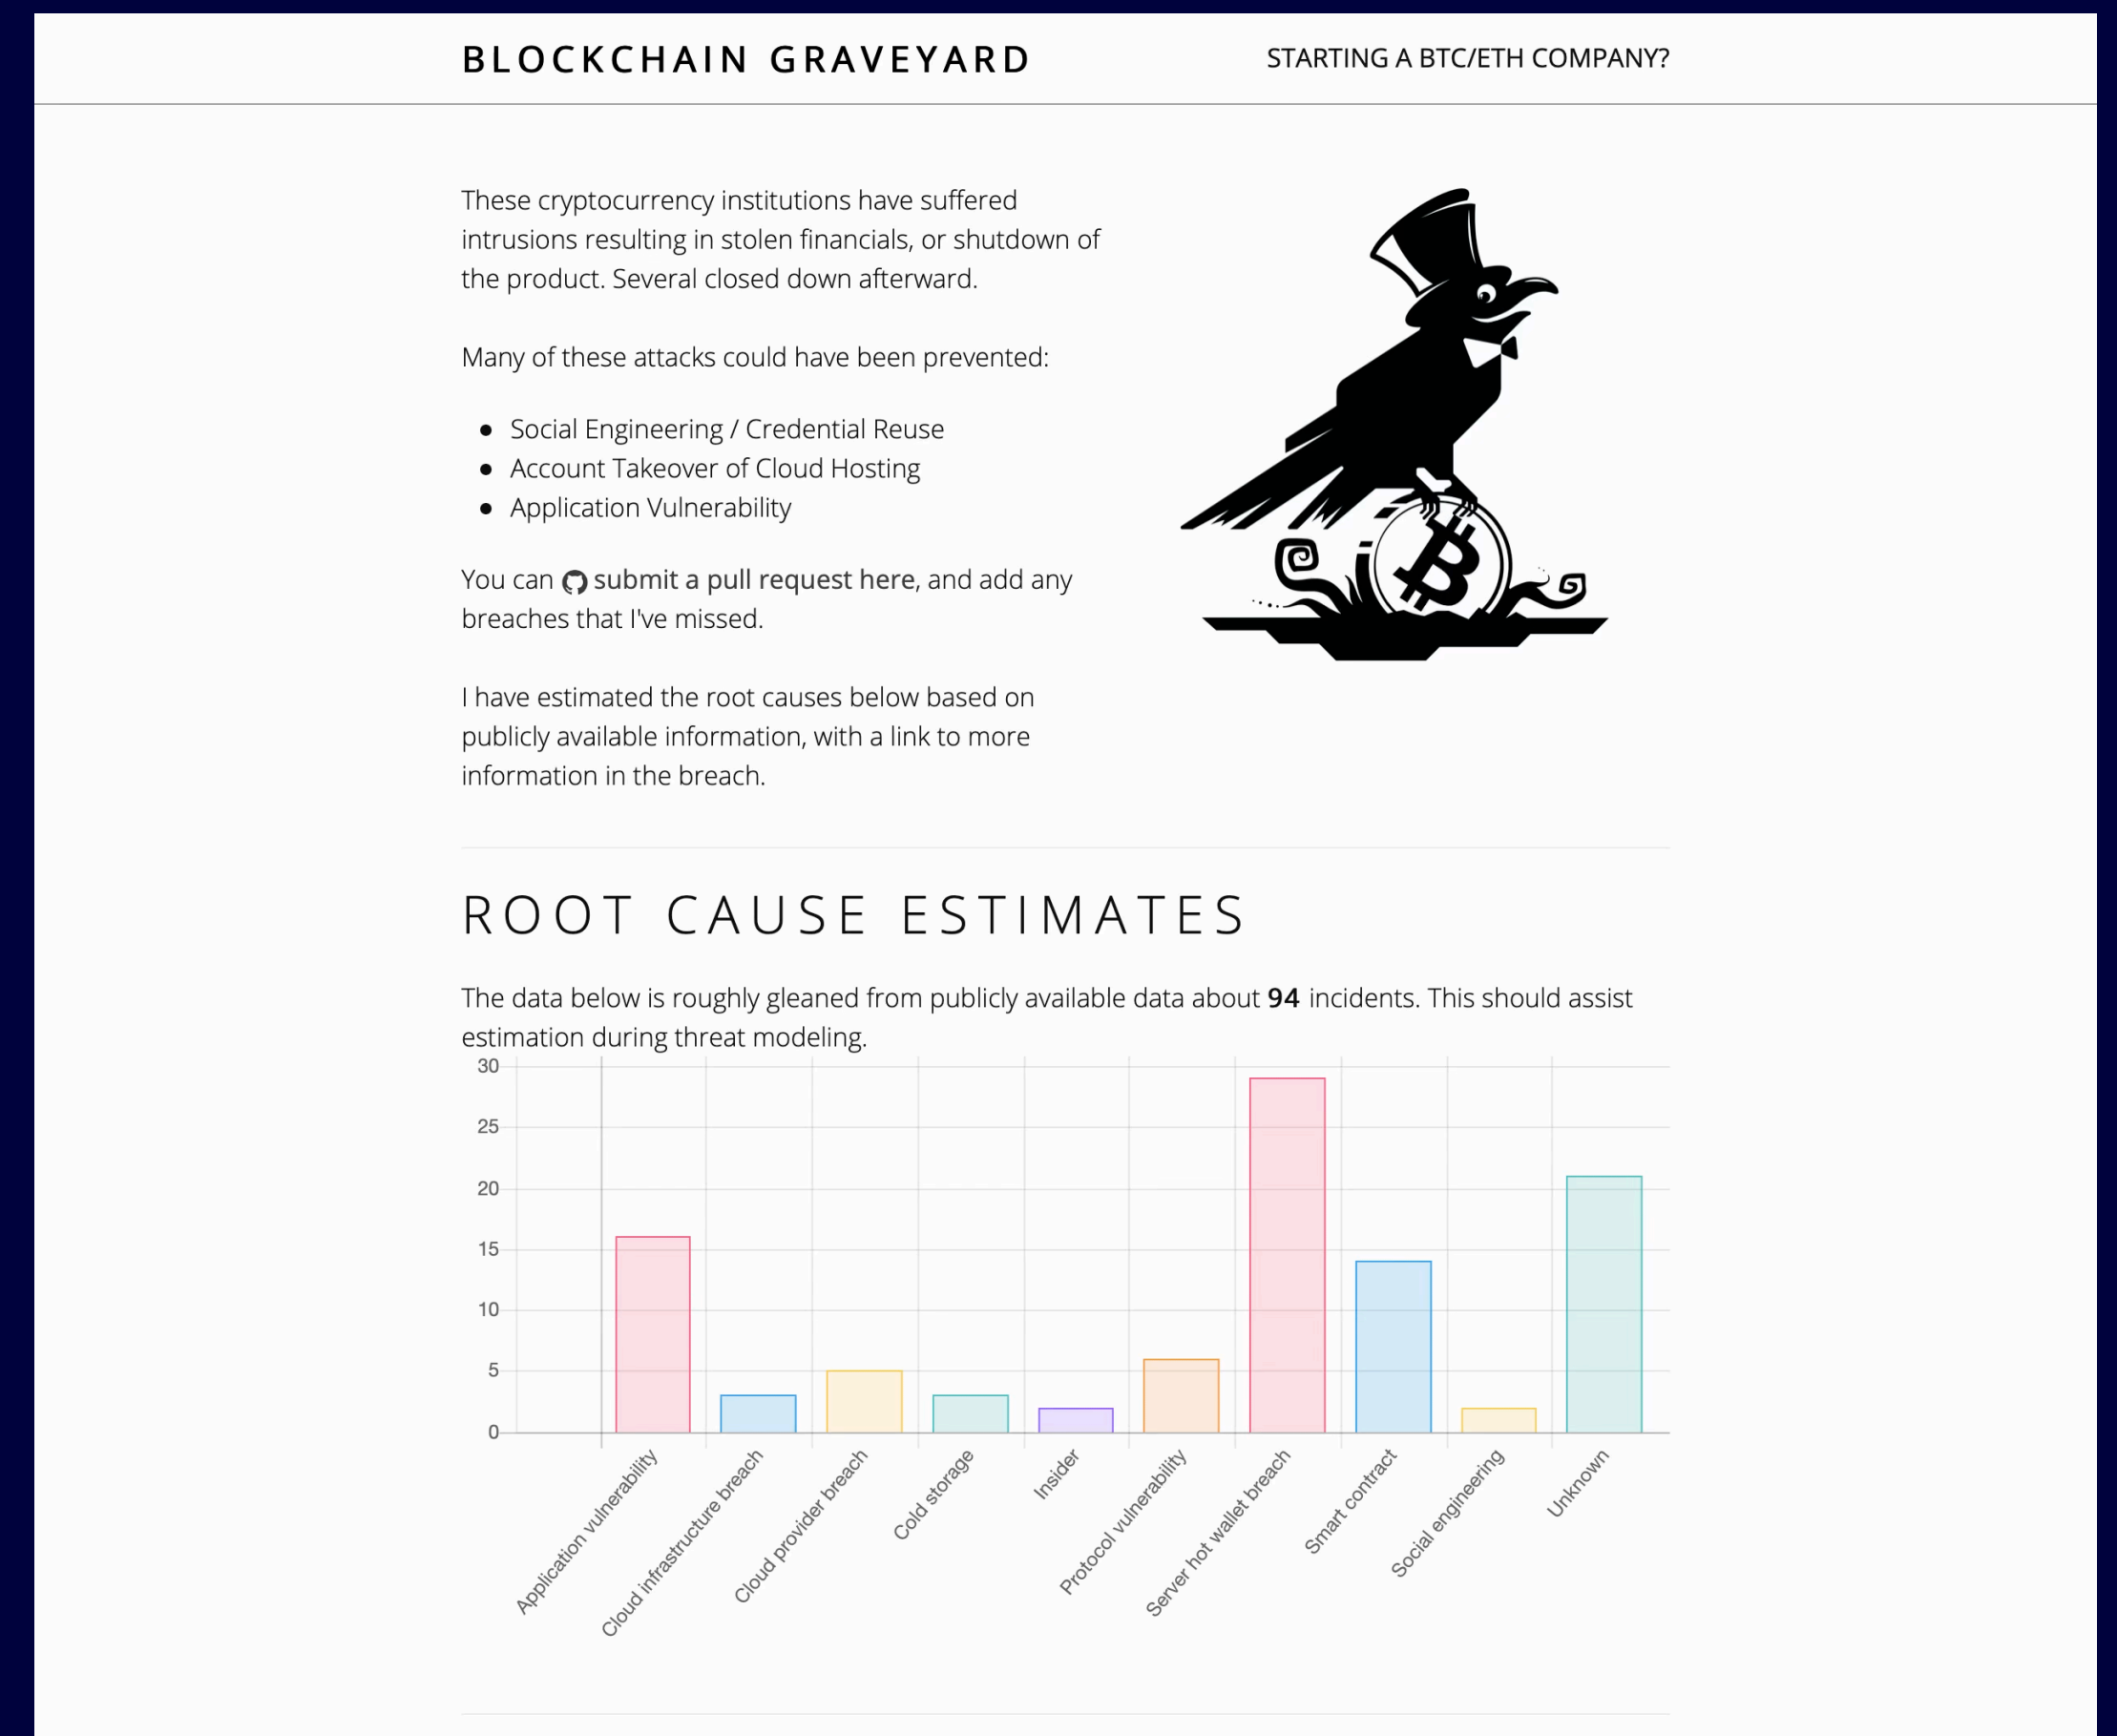 BLOCKCHAIN GRAVEYARD
STARTING A BTC/ETH COMPANY?
These cryptocurrency institutions have suffered
intrusions resulting in stolen financials, or shutdown of
the product. Several closed down afterward.
Many of these attacks could have been prevented:
• Social Engineering / Credential Reuse
• Account Takeover of Cloud Hosting
• Application Vulnerability
You can submit a pull request here, and add any
breaches that I've missed.
I have estimated the root causes below based on
publicly available information, with a link to more
information in the breach.
ROOT CAUSE ESTIMATES
The data below is roughly gleaned from publicly available data about 94 incidents. This should assist
estimation during threat modeling.
30
25
20
15
10
5
0
Application vulnerability
Cloud infrastructure breach
Cloud provider breach
Cold storage
Insider
Protocol vulnerability
Server hot wallet breach
Smart contract
Social engineering
Unknown